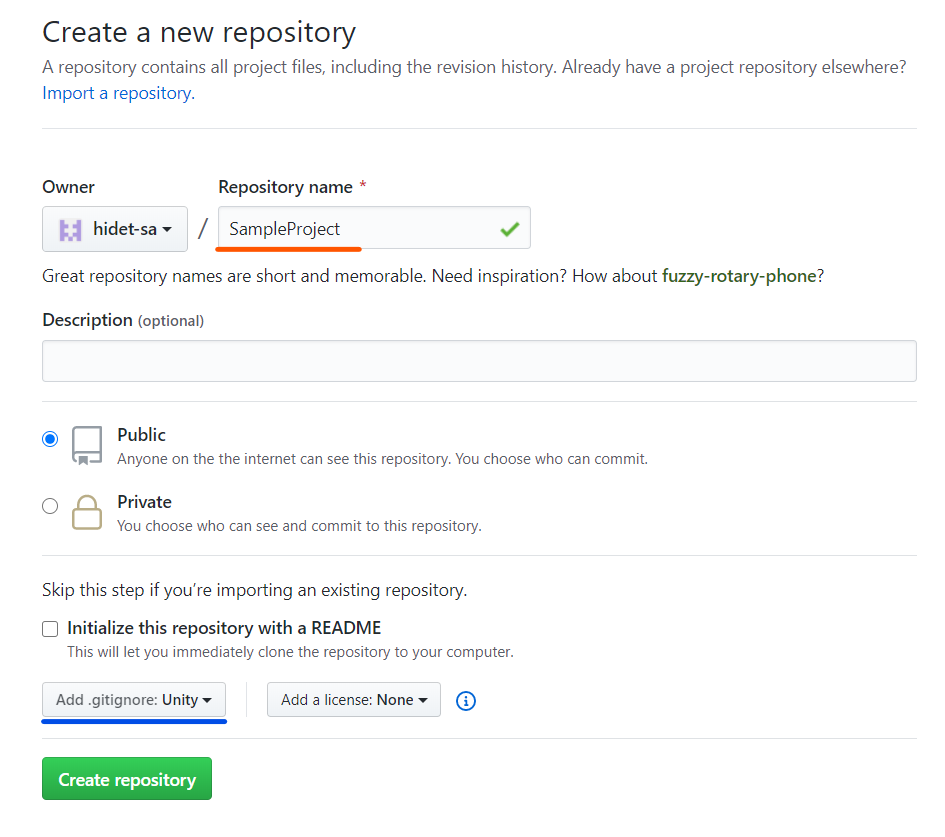 Create a new repository
A repository contains all project files, including the revision history. Already have a project repository elsewhere?
Import a repository.
Owner
Repository name *
hidet-sa / SampleProject
Great repository names are short and memorable. Need inspiration? How about fuzzy-rotary-phone?
Description (optional)
Public
Anyone on the the internet can see this repository. You choose who can commit.
Private
You choose who can see and commit to this repository.
Skip this step if you’re importing an existing repository.
Initialize this repository with a README
This will let you immediately clone the repository to your computer.
Add .gitignore: Unity
Add a license: None
Create repository